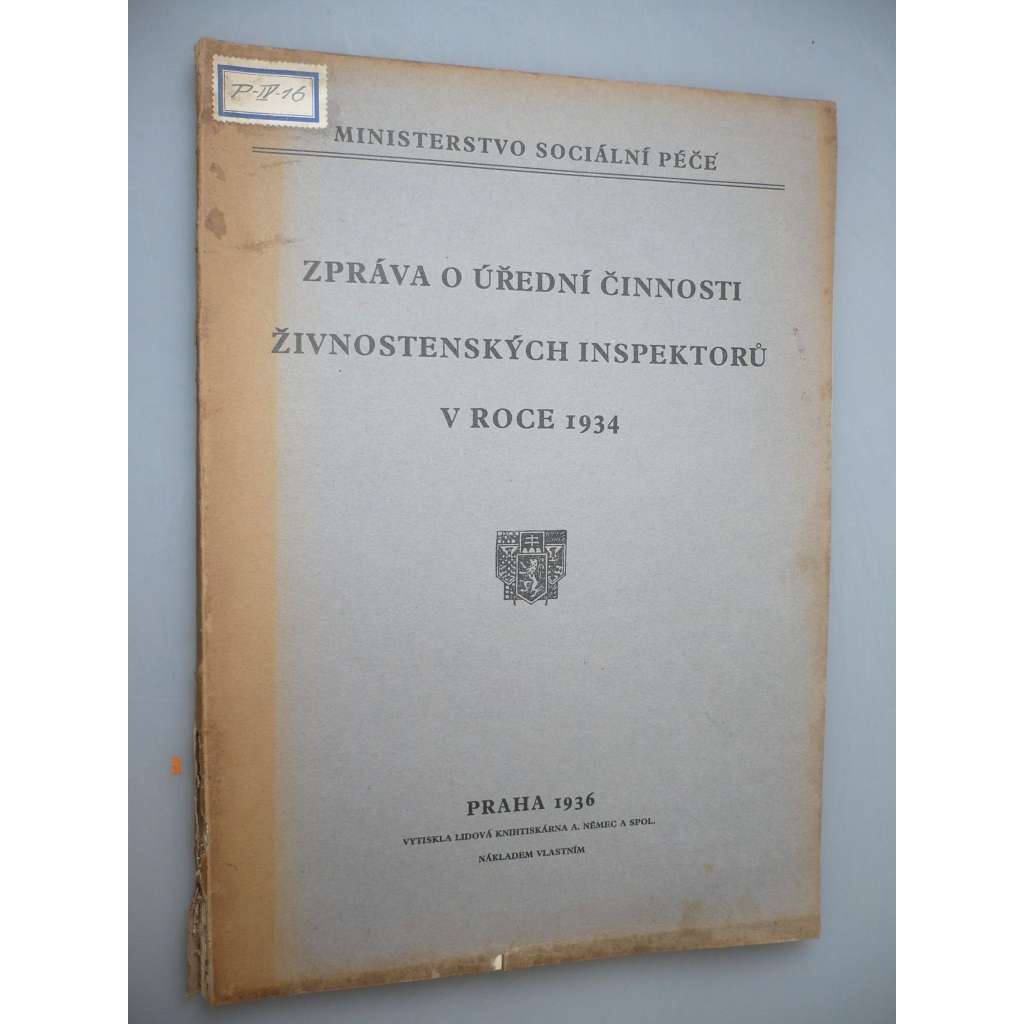 P-IV-16
MINISTERSTVO SOCIÁLNÍ PÉČE
ZPRÁVA O ÚŘEDNÍ ČINNOSTI
ŽIVNOSTENSKÝCH INSPEKTORŮ
V ROCE 1934
PRAHA 1936
VYTISKLA LIDOVÁ KNIHTISKÁRNA A. NĚMEC A SPOL.
NÁKLADEM VLASTNÍM